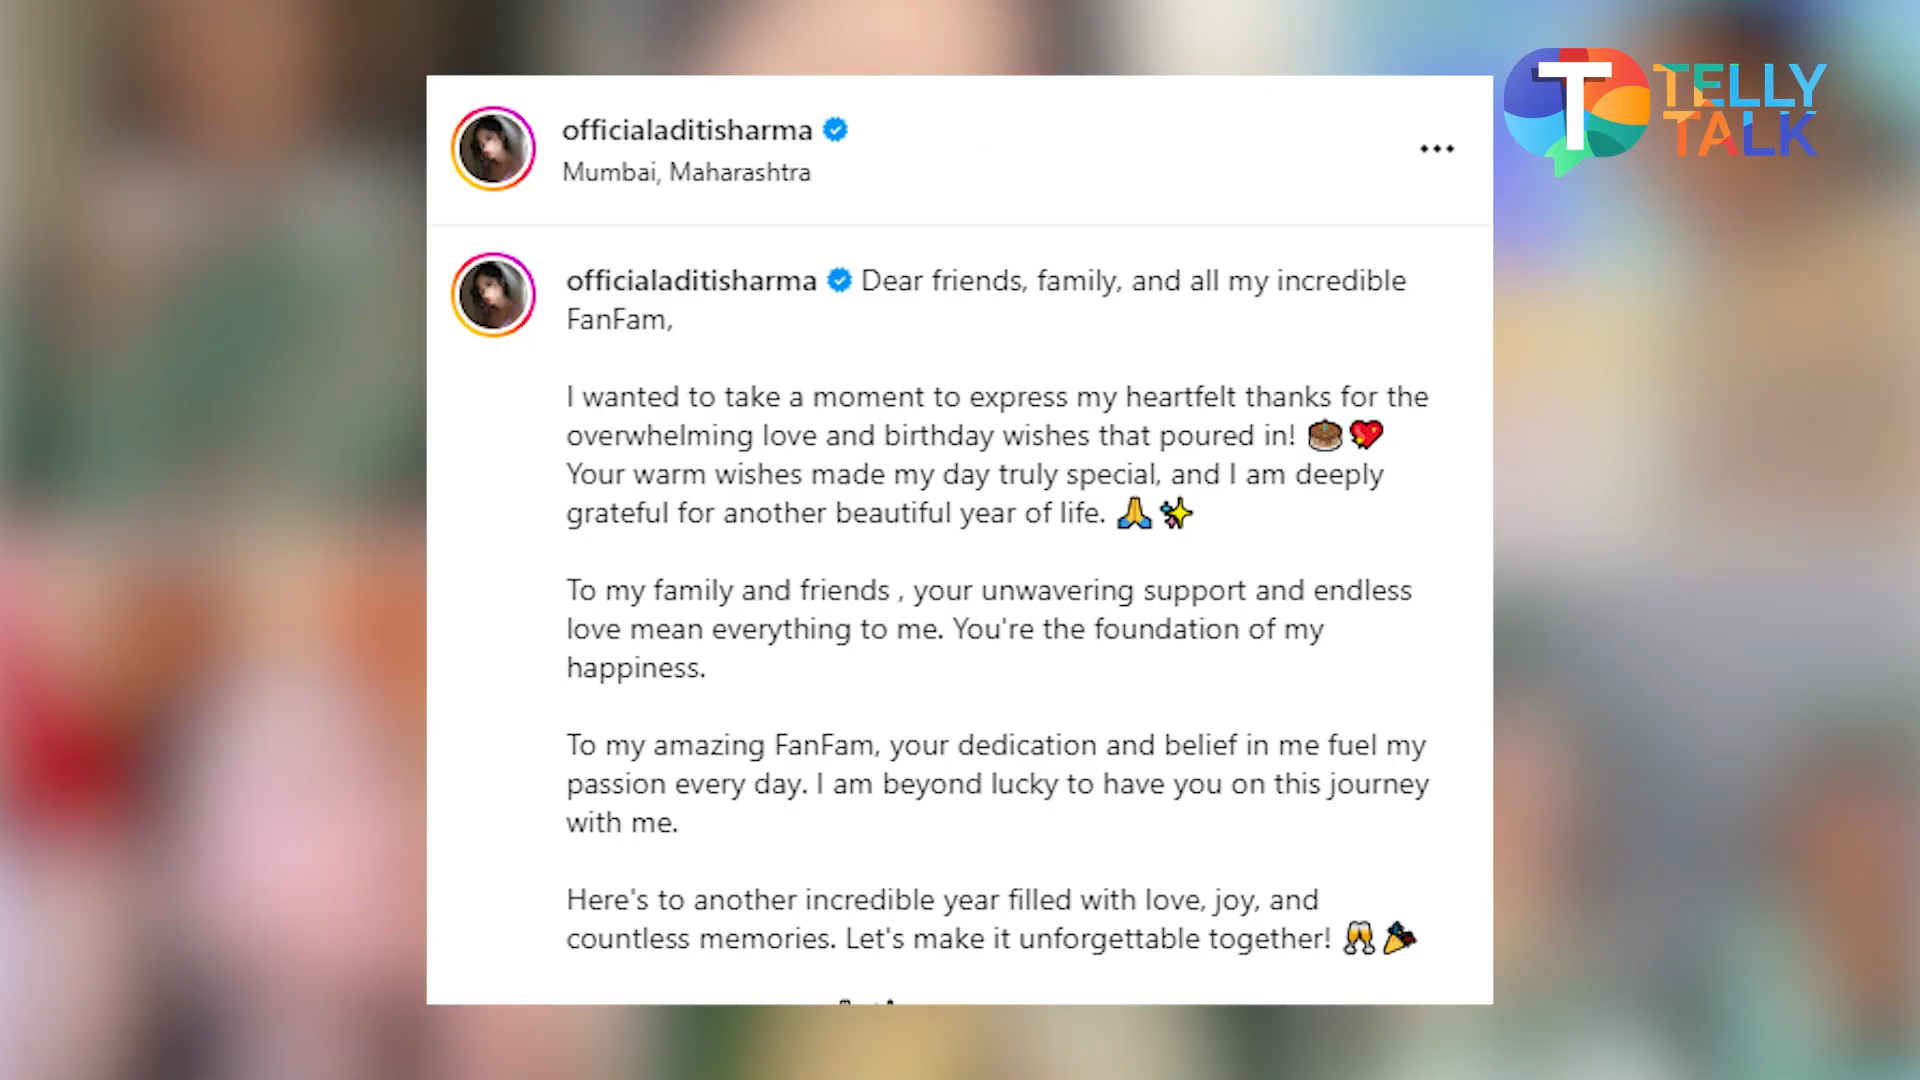 officialaditisharma
Mumbai, Maharashtra
TELLY
TALK
officialaditisharma Dear friends, family, and all my incredible
FanFam,
I wanted to take a moment to express my heartfelt thanks for the
overwhelming love and birthday wishes that poured in! 🎂💖
Your warm wishes made my day truly special, and I am deeply
grateful for another beautiful year of life. 🙏✨
To my family and friends , your unwavering support and endless
love mean everything to me. You're the foundation of my
happiness.
To my amazing FanFam, your dedication and belief in me fuel my
passion every day. I am beyond lucky to have you on this journey
with me.
Here's to another incredible year filled with love, joy, and
countless memories. Let's make it unforgettable together! 🥂🎉